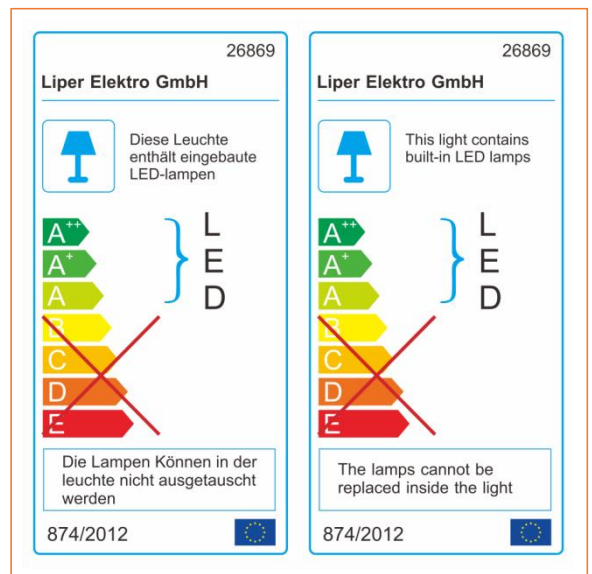 26869
Liper Elektro GmbH
Diese Leuchte
enthält eingebaute
LED-lampen
A++
A+
A
B
C
D
E
L
E
D
Die Lampen Können in der
leuchte nicht ausgetauscht
werden
874/2012
26869
Liper Elektro GmbH
This light contains
built-in LED lamps
A++
A+
A
B
C
D
E
L
E
D
The lamps cannot be
replaced inside the light
874/2012